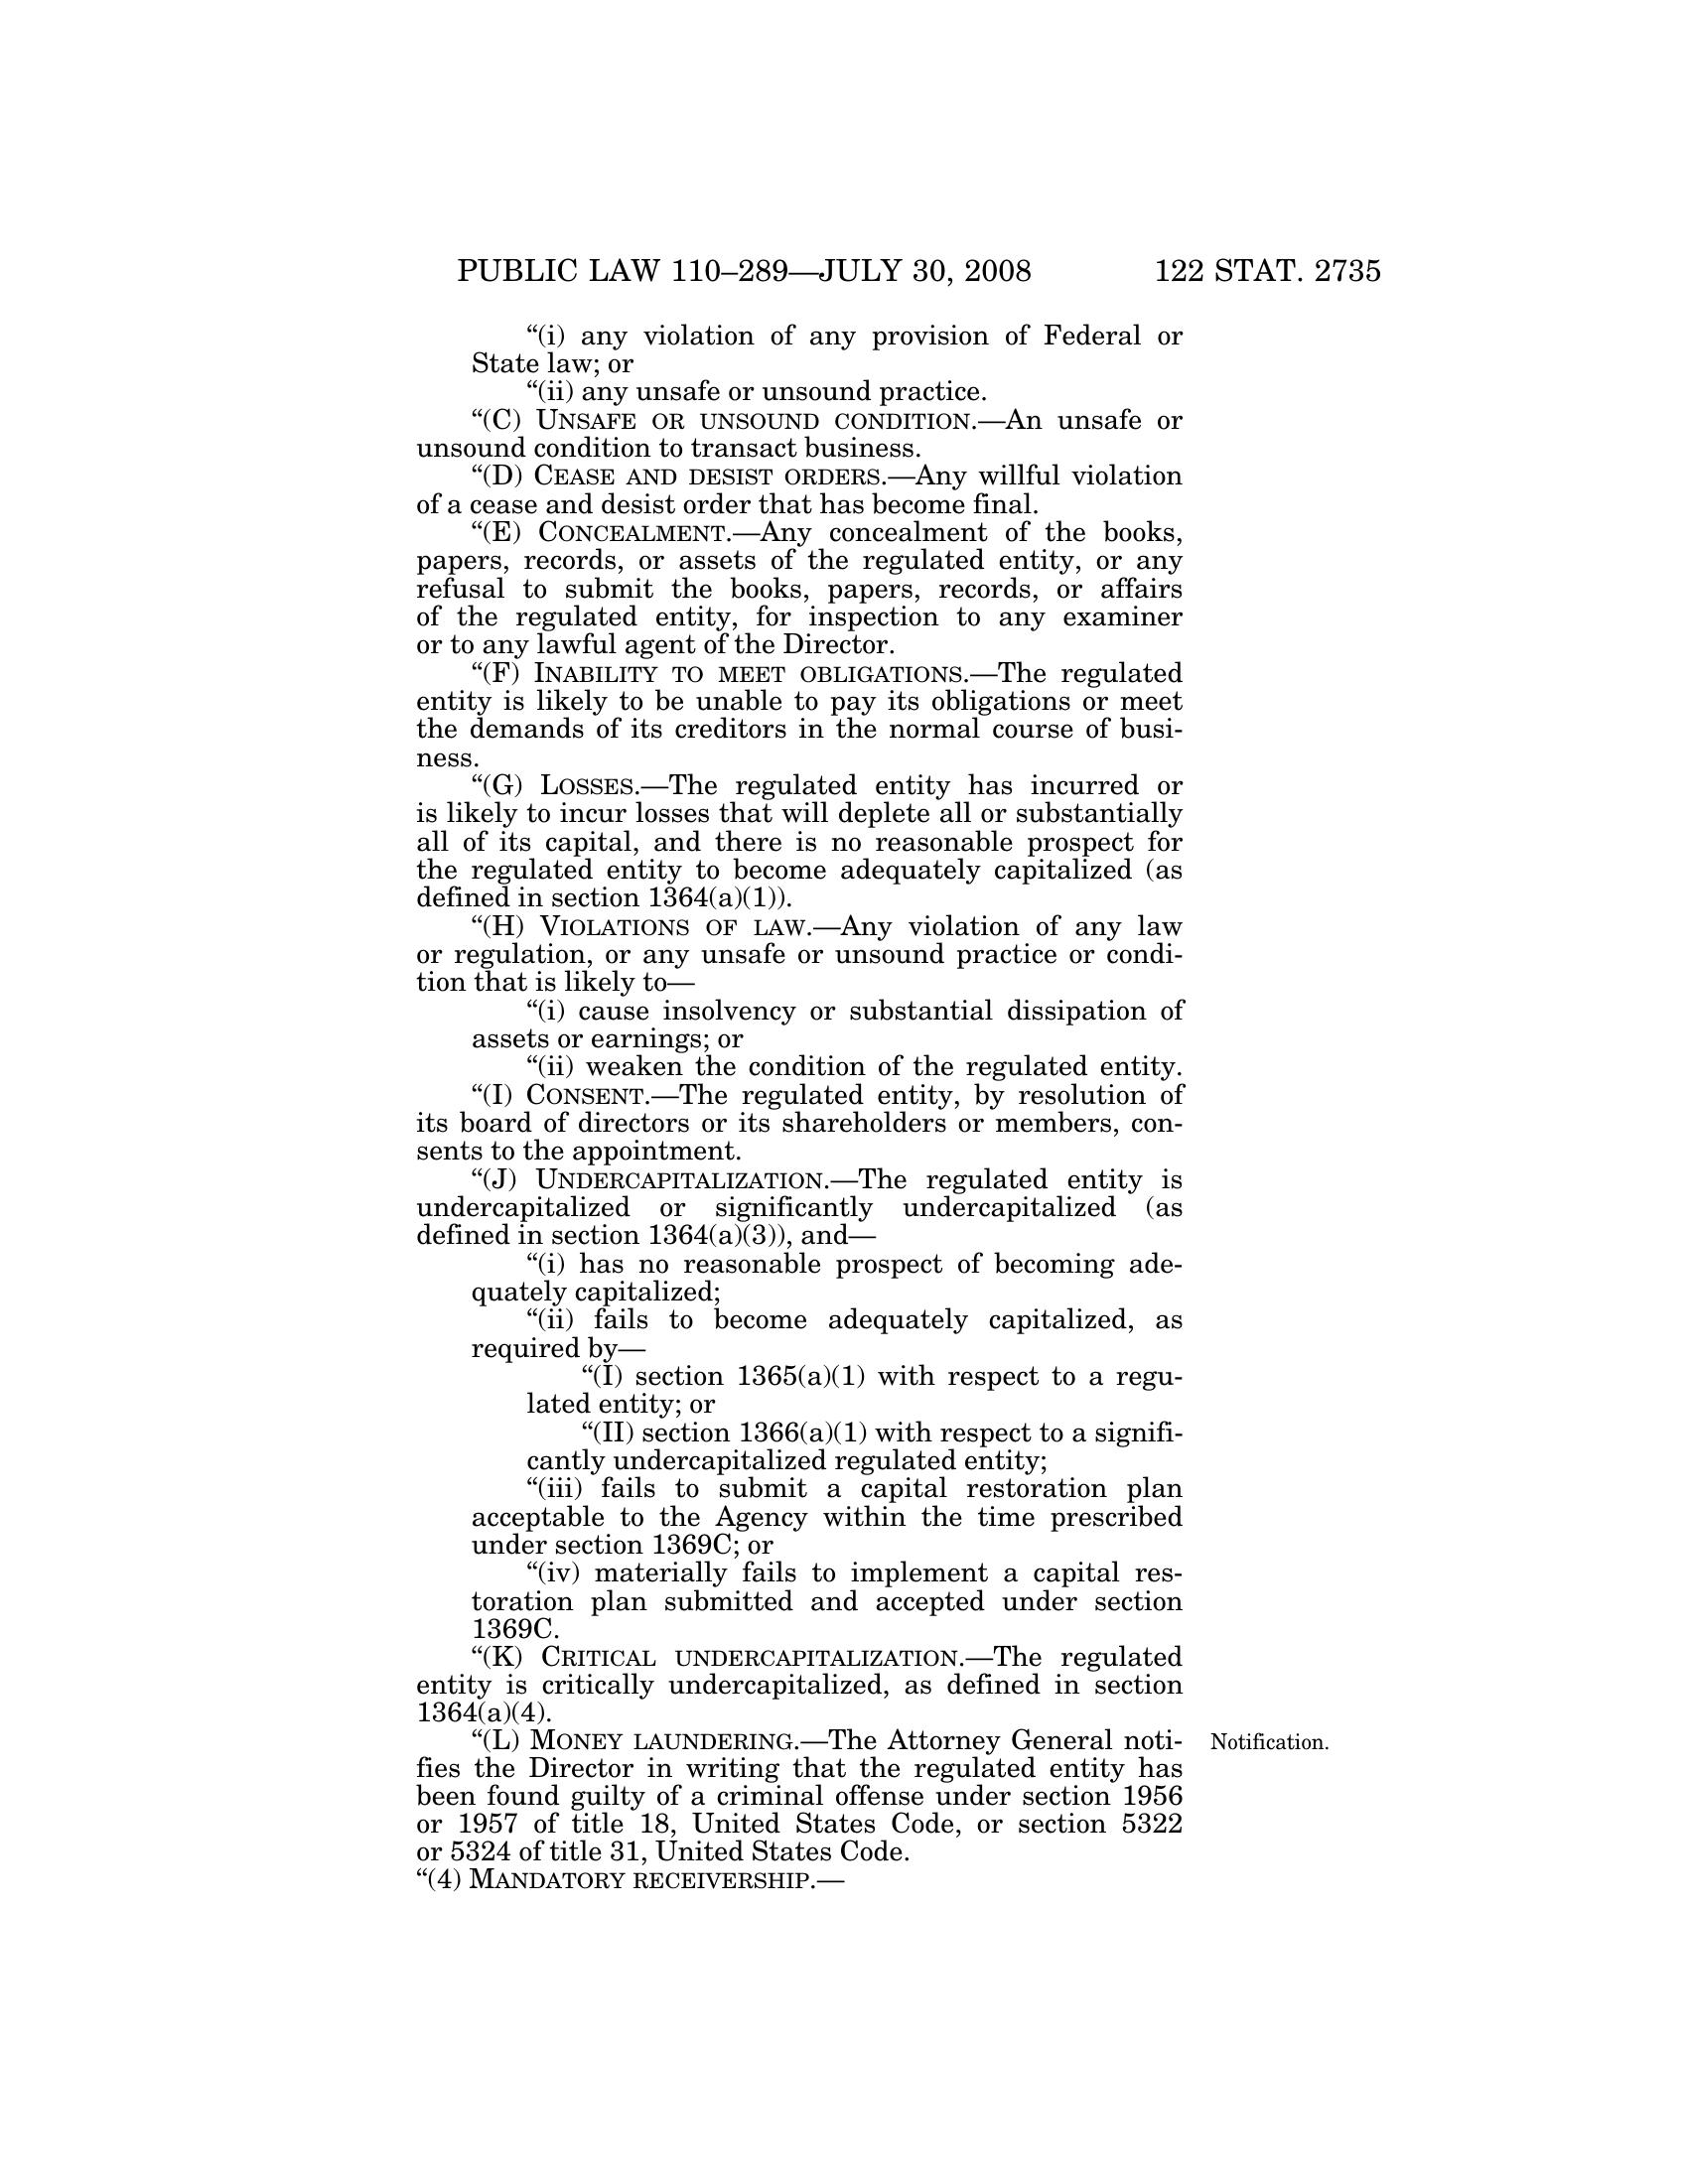 PUBLIC LAW 110–289—JULY 30, 2008 122 STAT. 2735
“(i) any violation of any provision of Federal or
State law; or
“(ii) any unsafe or unsound practice.
“(C) UNSAFE OR UNSOUND CONDITION.—An unsafe or
unsound condition to transact business.
“(D) CEASE AND DESIST ORDERS.—Any willful violation
of a cease and desist order that has become final.
“(E) CONCEALMENT.—Any concealment of the books,
papers, records, or assets of the regulated entity, or any
refusal to submit the books, papers, records, or affairs
of the regulated entity, for inspection to any examiner
or to any lawful agent of the Director.
“(F) INABILITY TO MEET OBLIGATIONS.—The regulated
entity is likely to be unable to pay its obligations or meet
the demands of its creditors in the normal course of busi-
ness.
“(G) LOSSES.—The regulated entity has incurred or
is likely to incur losses that will deplete all or substantially
all of its capital, and there is no reasonable prospect for
the regulated entity to become adequately capitalized (as
defined in section 1364(a)(1)).
“(H) VIOLATIONS OF LAW.—Any violation of any law
or regulation, or any unsafe or unsound practice or condi-
tion that is likely to—
“(i) cause insolvency or substantial dissipation of
assets or earnings; or
“(ii) weaken the condition of the regulated entity.
“(I) CONSENT.—The regulated entity, by resolution of
its board of directors or its shareholders or members, con-
sents to the appointment.
“(J) UNDERCAPITALIZATION.—The regulated entity is
undercapitalized or significantly undercapitalized (as
defined in section 1364(a)(3)), and—
“(i) has no reasonable prospect of becoming ade-
quately capitalized;
“(ii) fails to become adequately capitalized, as
required by—
“(I) section 1365(a)(1) with respect to a regu-
lated entity; or
“(II) section 1366(a)(1) with respect to a signifi-
cantly undercapitalized regulated entity;
“(iii) fails to submit a capital restoration plan
acceptable to the Agency within the time prescribed
under section 1369C; or
“(iv) materially fails to implement a capital res-
toration plan submitted and accepted under section
1369C.
“(K) CRITICAL UNDERCAPITALIZATION.—The regulated
entity is critically undercapitalized, as defined in section
1364(a)(4).
“(L) MONEY LAUNDERING.—The Attorney General noti- Notification.
fies the Director in writing that the regulated entity has
been found guilty of a criminal offense under section 1956
or 1957 of title 18, United States Code, or section 5322
or 5324 of title 31, United States Code.
“(4) MANDATORY RECEIVERSHIP.—